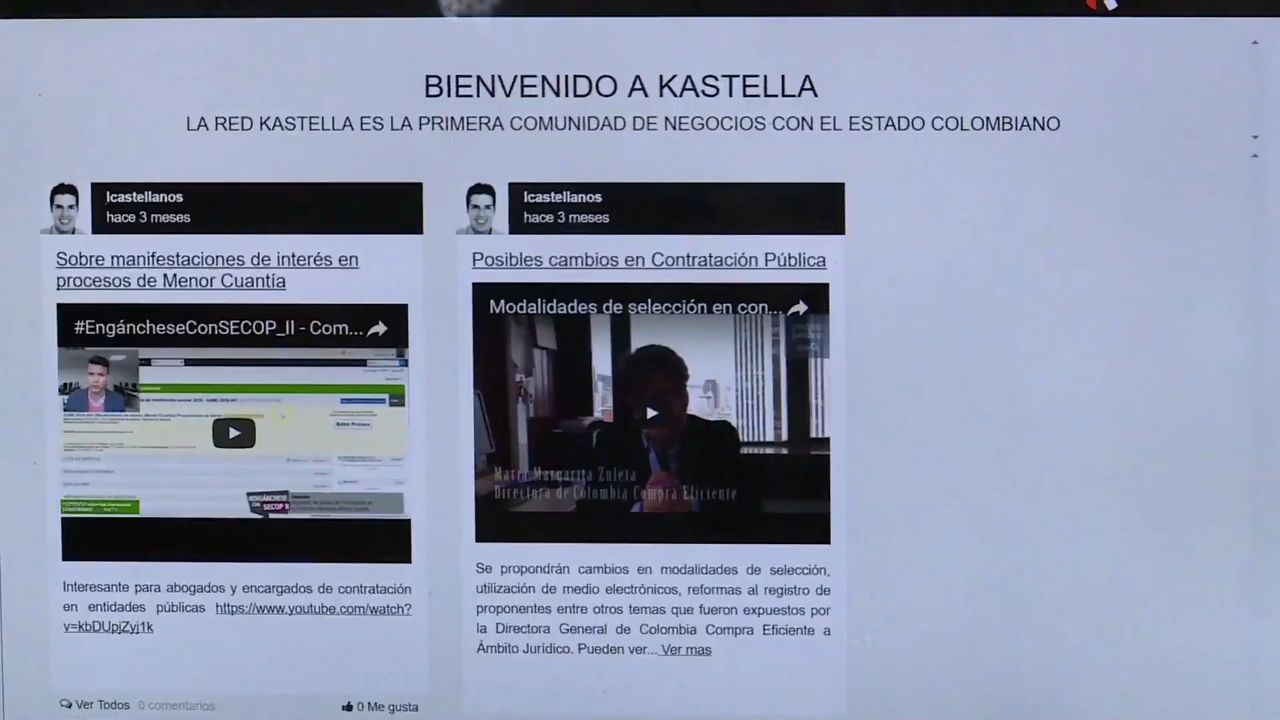 BIENVENIDO A KASTELLA
LA RED KASTELLA ES LA PRIMERA COMUNIDAD DE NEGOCIOS CON EL ESTADO COLOMBIANO
lcastellanos
hace 3 meses
Sobre manifestaciones de interés en
procesos de Menor Cuantía
#EngáncheseConSECOP_II - Com...
#ENGÁNCHESE
CON SECOP II
Interesante para abogados y encargados de contratación
en entidades públicas https://www.youtube.com/watch?
v=kbDUpjZyj1k
Ver Todos 0 comentarios
0 Me gusta
lcastellanos
hace 3 meses
Posibles cambios en Contratación Pública
Modalidades de selección en con...
María Margarita Zuleta
Directora de Colombia Compra Eficiente
Se propondrán cambios en modalidades de selección,
utilización de medio electrónicos, reformas al registro de
proponentes entre otros temas que fueron expuestos por
la Directora General de Colombia Compra Eficiente a
Ámbito Jurídico. Pueden ver... Ver mas